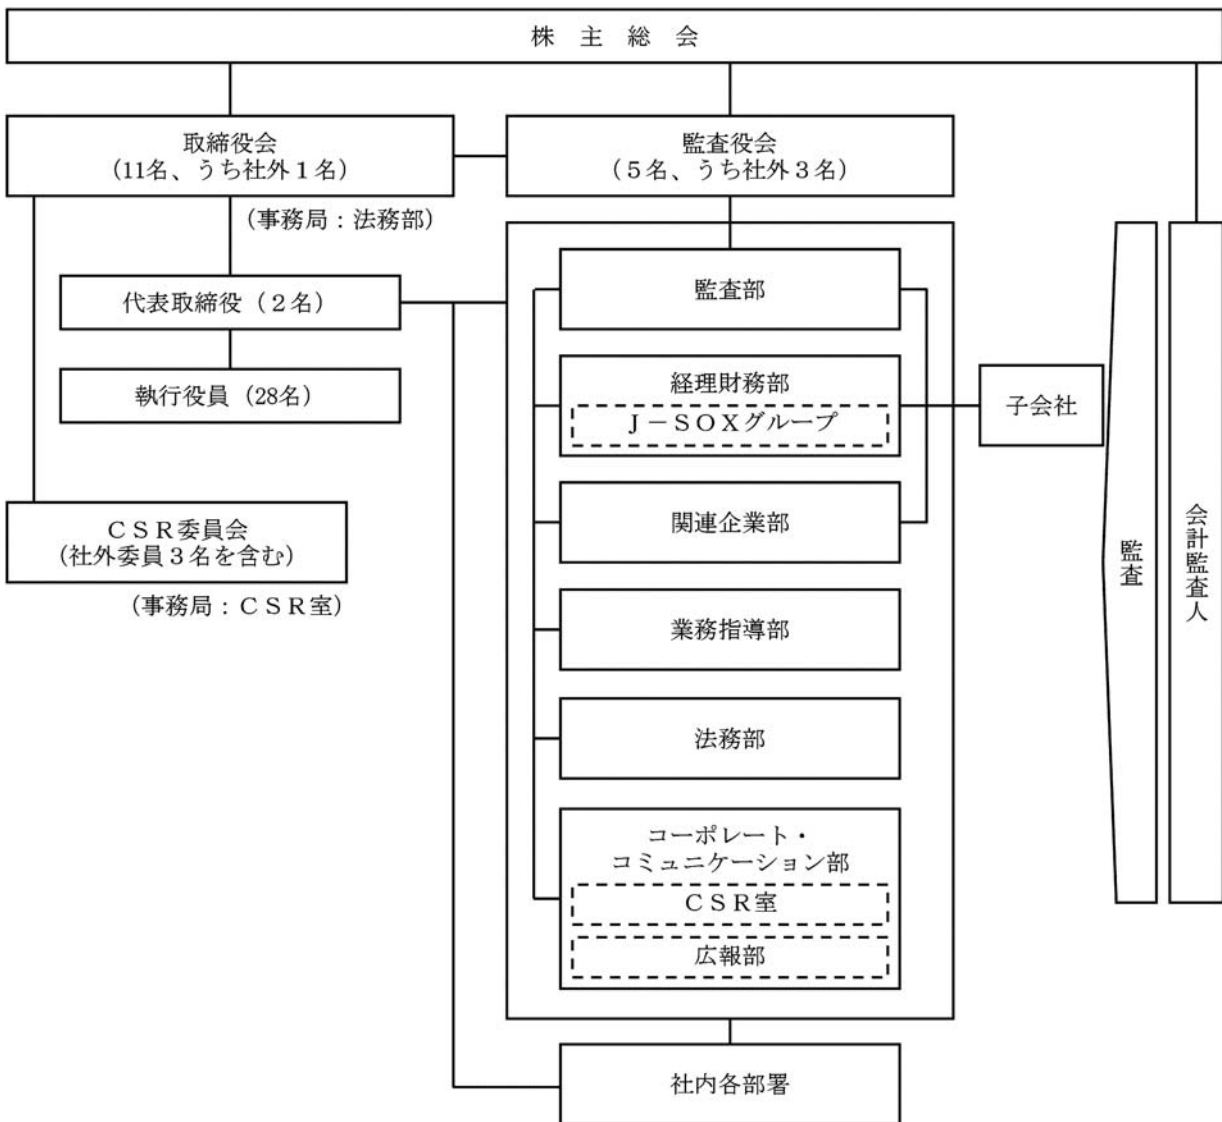 株 主 総 会
取締役会
(11名、うち社外１名)
(事務局：法務部)
監査役会
(５名、うち社外３名)
代表取締役 (２名)
執行役員 (28名)
ＣＳＲ委員会
(社外委員３名を含む)
(事務局：ＣＳＲ室)
監査部
経理財務部
Ｊ－ＳＯＸグループ
関連企業部
業務指導部
法務部
コーポレート・
コミュニケーション部
ＣＳＲ室
広報部
社内各部署
子会社
監査
会計監査人